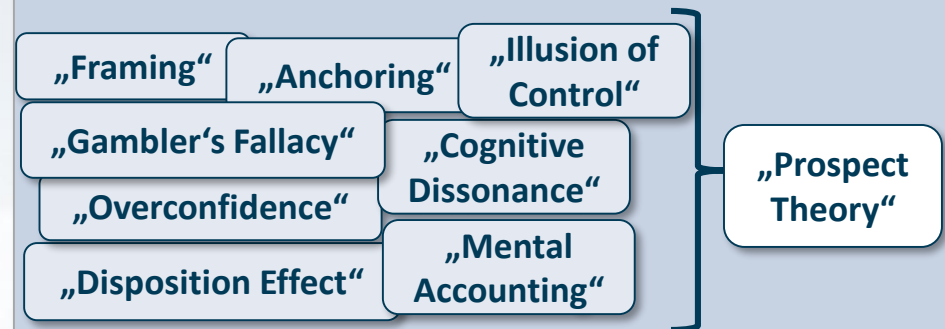 „Framing“
„Anchoring“
„Illusion of
Control“
„Gambler‘s Fallacy“
„Cognitive
Dissonance“
„Overconfidence“
„Mental
Accounting“
„Disposition Effect“
„Prospect
Theory“